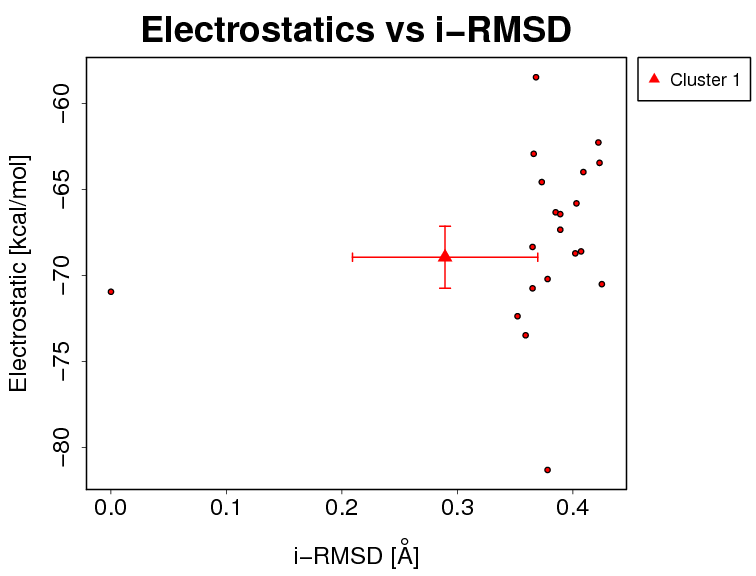 Electrostatics vs i−RMSD
Cluster 1
Electrostatic [kcal/mol]
−60
−65
−70
−75
−80
0.0 0.1 0.2 0.3 0.4
i−RMSD [Å]